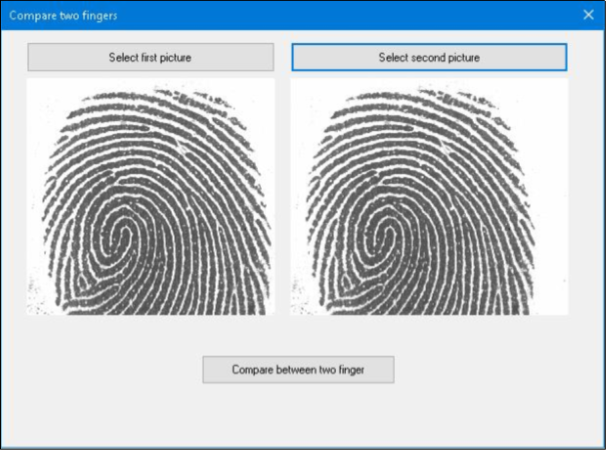 Compare two fingers
Select first picture
Select second picture
Compare between two finger